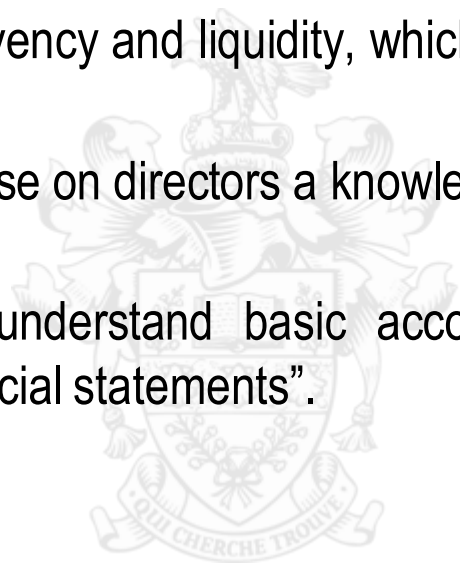 vency and liquidity, which
se on directors a knowle
understand basic acco
cial statements”.
QUI CHERCHE TROUVE